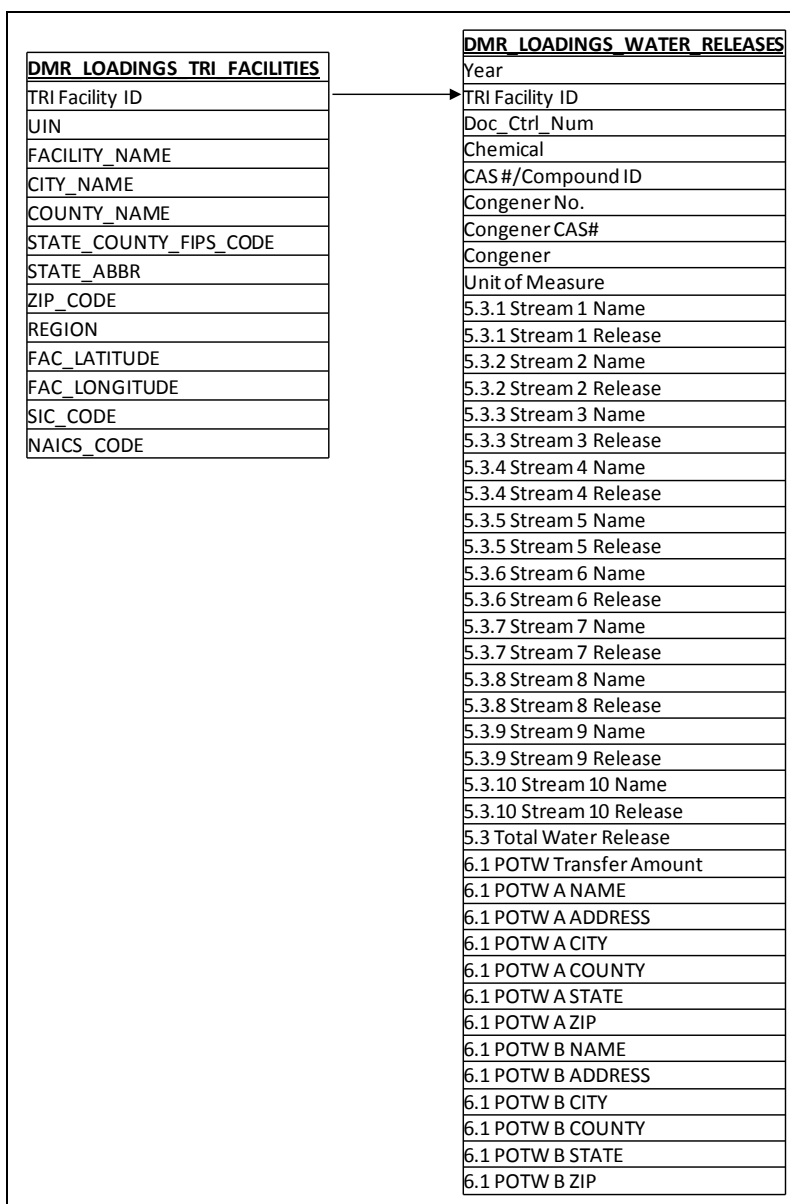 DMR_LOADINGS_TRI_FACILITIES
TRI Facility ID
UIN
FACILITY_NAME
CITY_NAME
COUNTY_NAME
STATE_COUNTY_FIPS_CODE
STATE_ABBR
ZIP_CODE
REGION
FAC_LATITUDE
FAC_LONGITUDE
SIC_CODE
NAICS_CODE
DMR_LOADINGS_WATER_RELEASES
Year
TRI Facility ID
Doc_Ctrl_Num
Chemical
CAS #/Compound ID
Congener No.
Congener CAS#
Congener
Unit of Measure
5.3.1 Stream 1 Name
5.3.1 Stream 1 Release
5.3.2 Stream 2 Name
5.3.2 Stream 2 Release
5.3.3 Stream 3 Name
5.3.3 Stream 3 Release
5.3.4 Stream 4 Name
5.3.4 Stream 4 Release
5.3.5 Stream 5 Name
5.3.5 Stream 5 Release
5.3.6 Stream 6 Name
5.3.6 Stream 6 Release
5.3.7 Stream 7 Name
5.3.7 Stream 7 Release
5.3.8 Stream 8 Name
5.3.8 Stream 8 Release
5.3.9 Stream 9 Name
5.3.9 Stream 9 Release
5.3.10 Stream 10 Name
5.3.10 Stream 10 Release
5.3 Total Water Release
6.1 POTW Transfer Amount
6.1 POTW A NAME
6.1 POTW A ADDRESS
6.1 POTW A CITY
6.1 POTW A COUNTY
6.1 POTW A STATE
6.1 POTW A ZIP
6.1 POTW B NAME
6.1 POTW B ADDRESS
6.1 POTW B CITY
6.1 POTW B COUNTY
6.1 POTW B STATE
6.1 POTW B ZIP